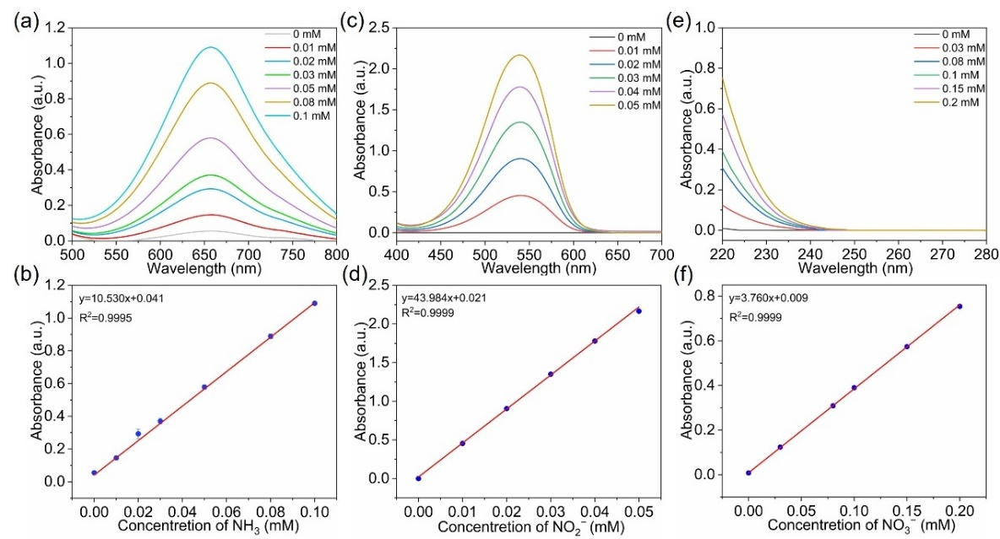 (a)
1.2
1.0
0.8
0.6
0.4
0.2
0.0
Absorbance (a.u.)
0 mM
0.01 mM
0.02 mM
0.03 mM
0.05 mM
0.08 mM
0.1 mM
500 550 600 650 700 750 800
Wavelength (nm)
(c)
2.5
2.0
1.5
1.0
0.5
0.0
Absorbance (a.u.)
0 mM
0.01 mM
0.02 mM
0.03 mM
0.04 mM
0.05 mM
400 450 500 550 600 650 700
Wavelength (nm)
(e)
1.0
0.8
0.6
0.4
0.2
0.0
Absorbance (a.u.)
0 mM
0.03 mM
0.08 mM
0.1 mM
0.15 mM
0.2 mM
220 230 240 250 260 270 280
Wavelength (nm)
(b)
1.2
1.0
0.8
0.6
0.4
0.2
0.0
Absorbance (a.u.)
y=10.530x+0.041
R²=0.9995
0.00 0.02 0.04 0.06 0.08 0.10
Concentretion of NH₃ (mM)
(d)
2.5
2.0
1.5
1.0
0.5
0.0
Absorbance (a.u.)
y=43.984x+0.021
R²=0.9999
0.00 0.01 0.02 0.03 0.04 0.05
Concentretion of NO₂⁻ (mM)
(f)
0.8
0.6
0.4
0.2
0.0
Absorbance (a.u.)
y=3.760x+0.009
R²=0.9999
0.00 0.05 0.10 0.15 0.20
Concentretion of NO₃⁻ (mM)